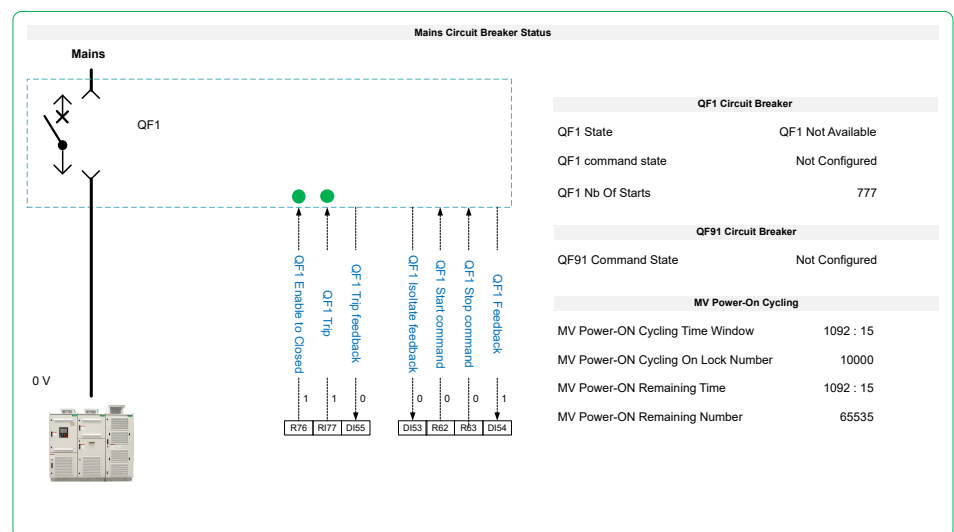 Mains Circuit Breaker Status
Mains
QF1
QF1 Enable to Closed
QF1 Trip
QF1 Trip feedback
QF1 Isoltate feedback
QF1 Start command
QF1 Stop command
QF1 Feedback
1 1 0 0 0 0 1
R76 RI77 DI55 DI53 R62 R63 DI54
0 V
QF1 Circuit Breaker
QF1 State QF1 Not Available
QF1 command state Not Configured
QF1 Nb Of Starts 777
QF91 Circuit Breaker
QF91 Command State Not Configured
MV Power-On Cycling
MV Power-ON Cycling Time Window 1092 : 15
MV Power-ON Cycling On Lock Number 10000
MV Power-ON Remaining Time 1092 : 15
MV Power-ON Remaining Number 65535